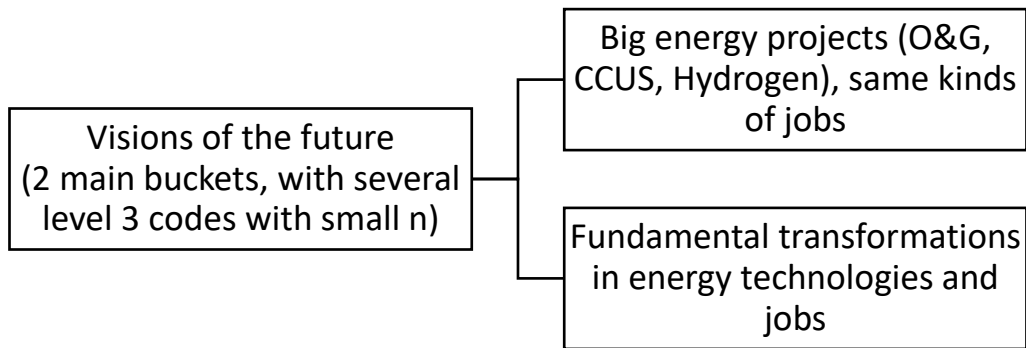 Visions of the future
(2 main buckets, with several
level 3 codes with small n)
Big energy projects (O&G,
CCUS, Hydrogen), same kinds
of jobs
Fundamental transformations
in energy technologies and
jobs